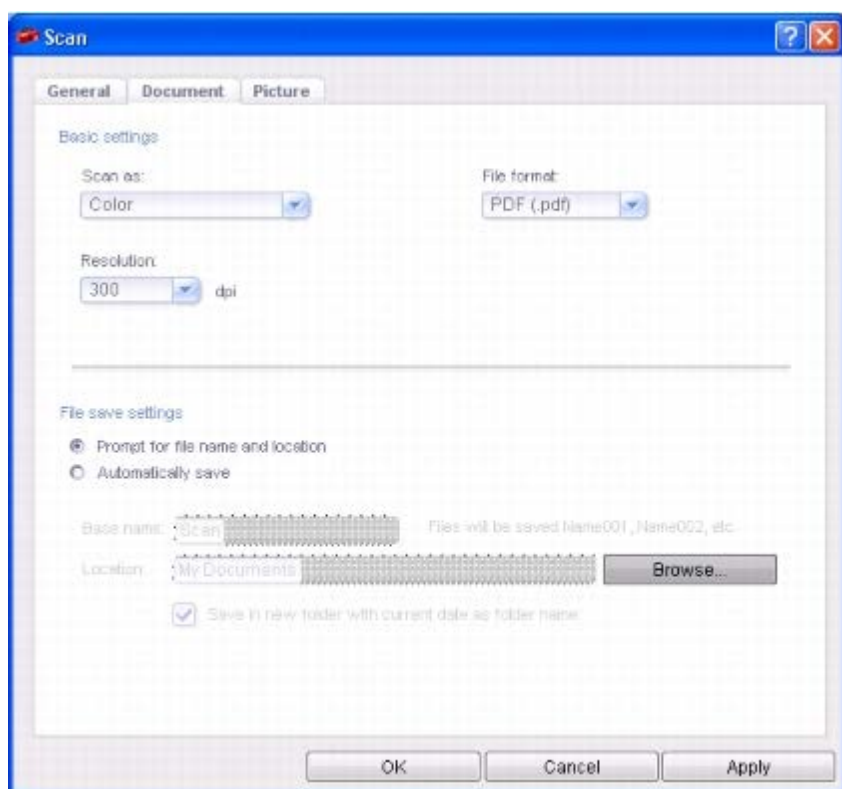 Scan
General Document Picture
Basic settings
Scan as: File format:
Color PDF (.pdf)
Resolution:
300 dpi
File save settings
Prompt for file name and location
Automatically save
Base name: Scan Files will be saved Name001, Name002, etc.
Location: My Documents Browse...
Save in new folder with current date as folder name
OK Cancel Apply